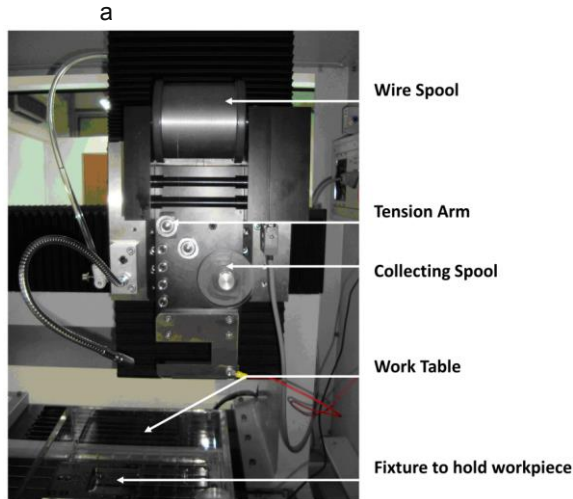 a
Wire Spool
Tension Arm
Collecting Spool
Work Table
Fixture to hold workpiece